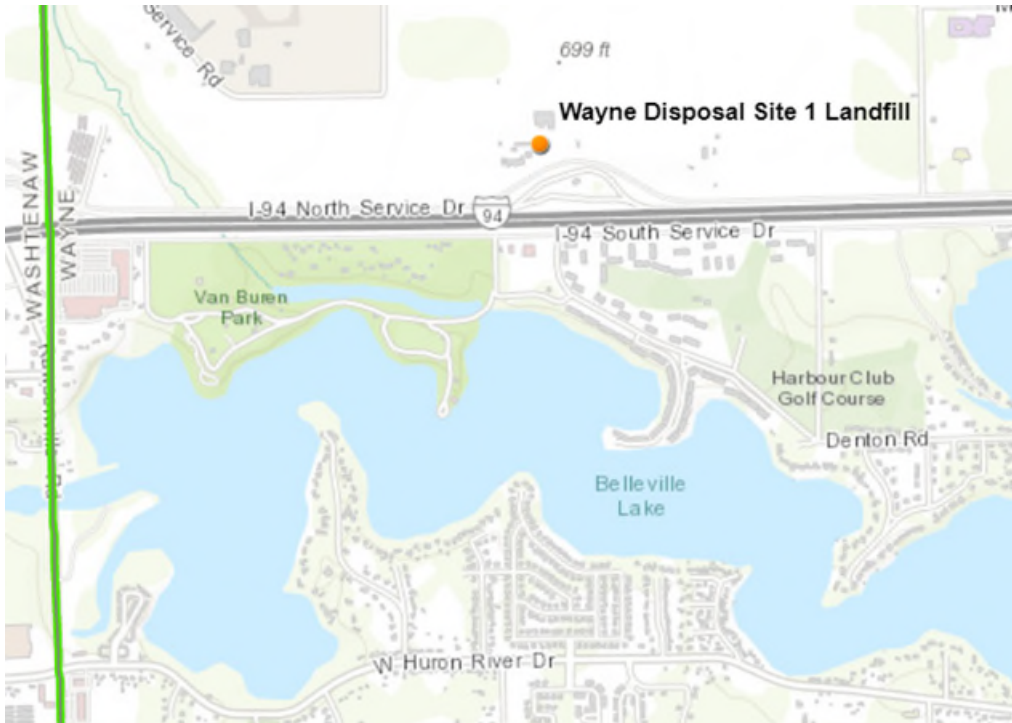 Service Rd
699 ft
Wayne Disposal Site 1 Landfill
WASHTENAW
WAYNE
I-94 North Service Dr
94
I-94 South Service Dr
Van Buren
Park
Harbour Club
Golf Course
Denton Rd
Belleville
Lake
W Huron River Dr